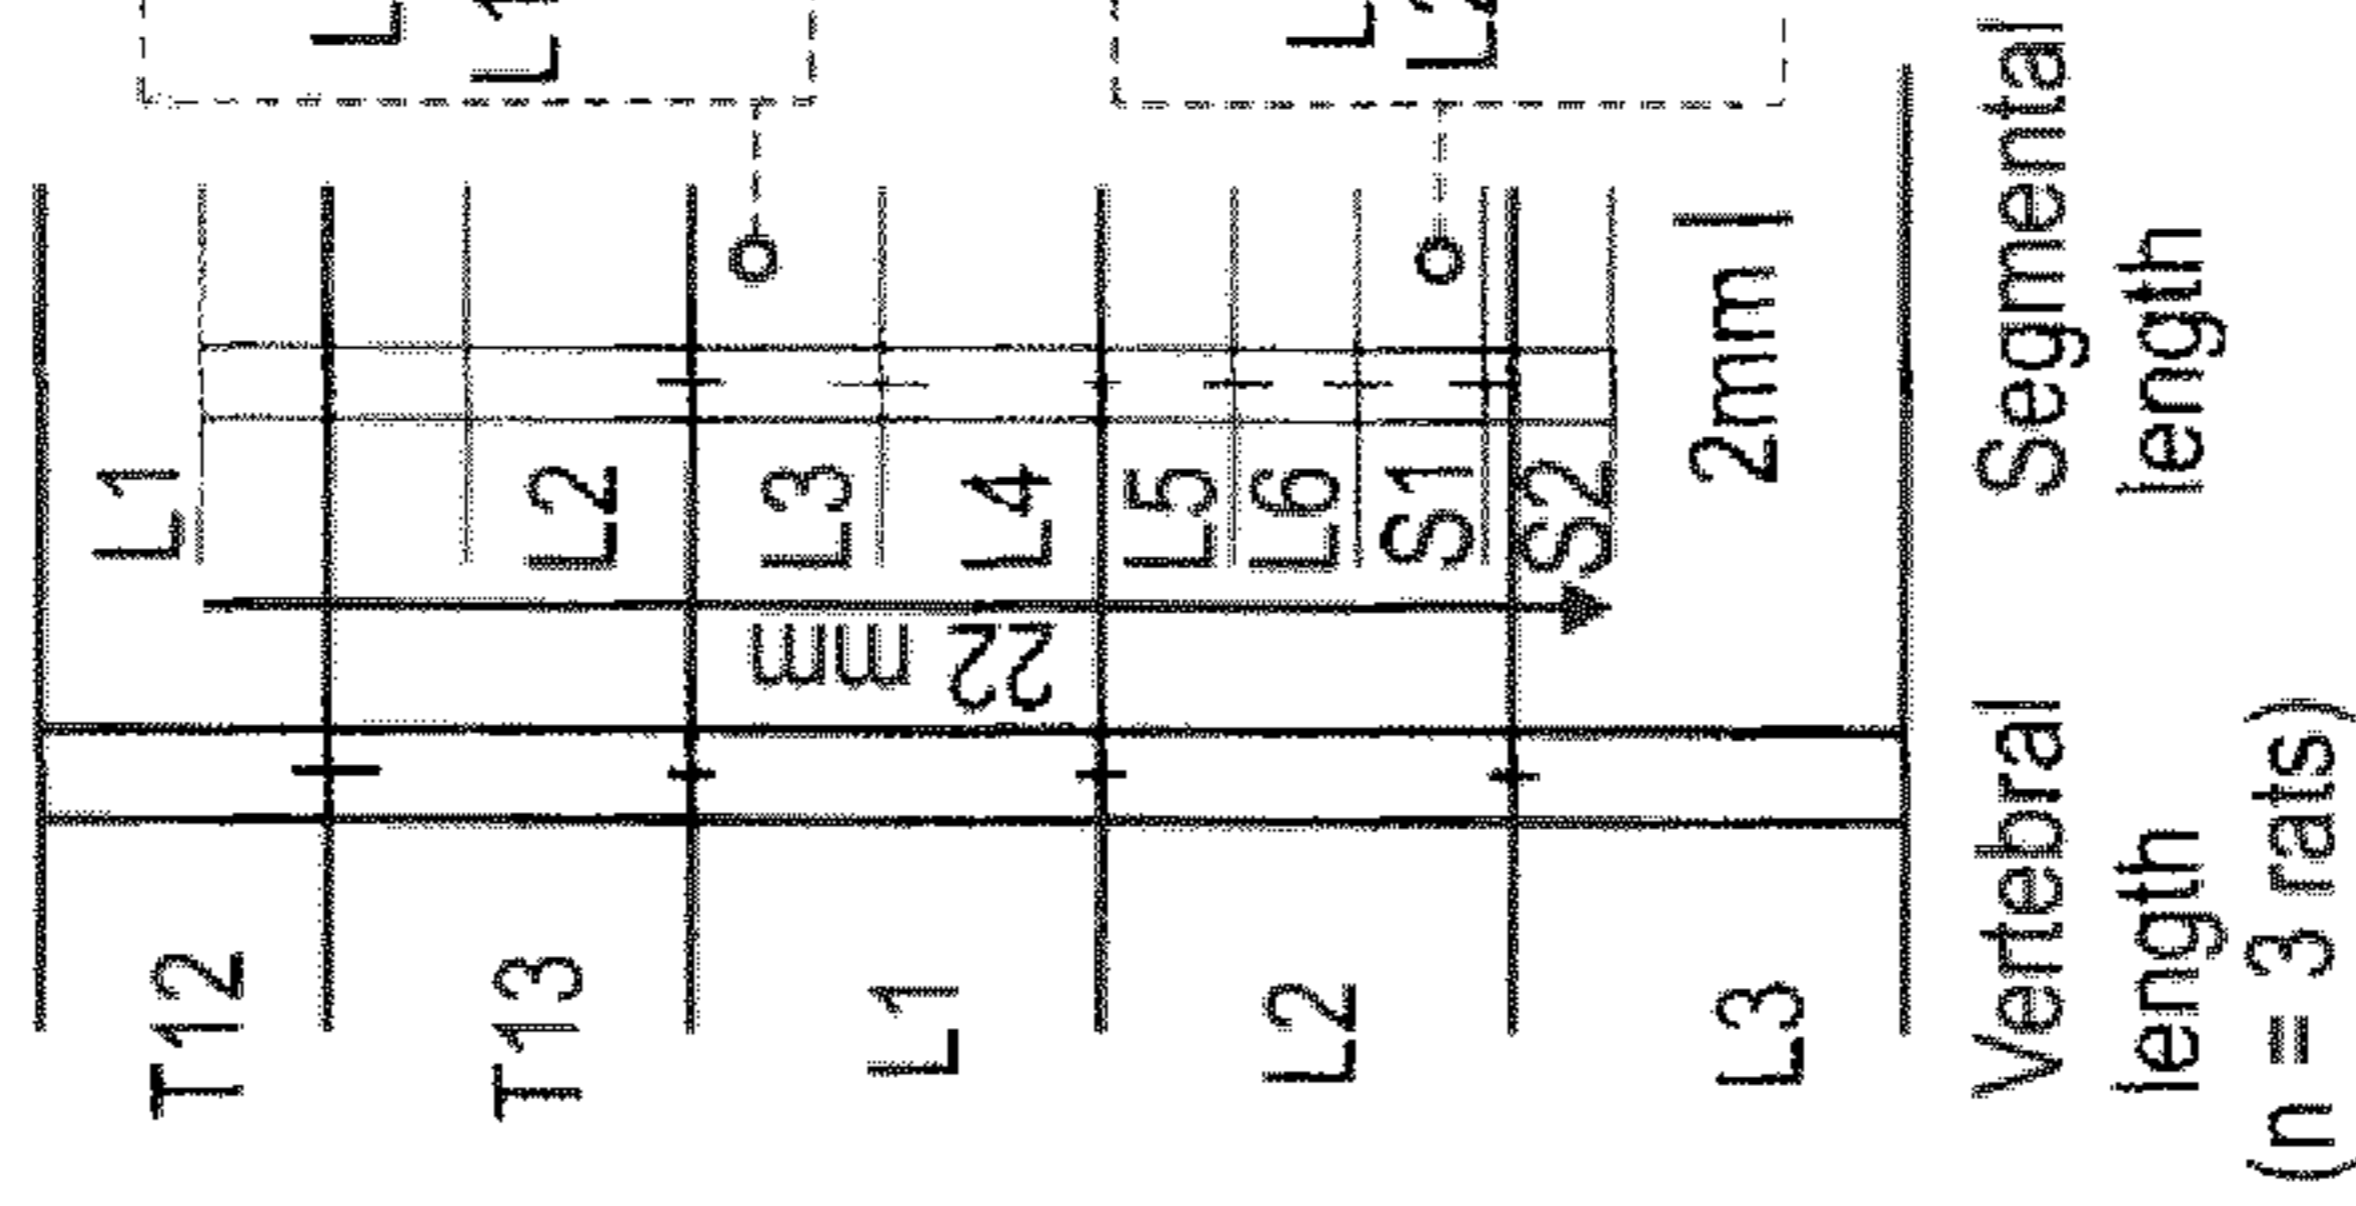 T12
T13
L1
L2
L3
22 mm
L1
L2
L3
L4
L5
L6
S1
S2
2mm
Vertebral
length
(n = 3 rats)
Segmental
length